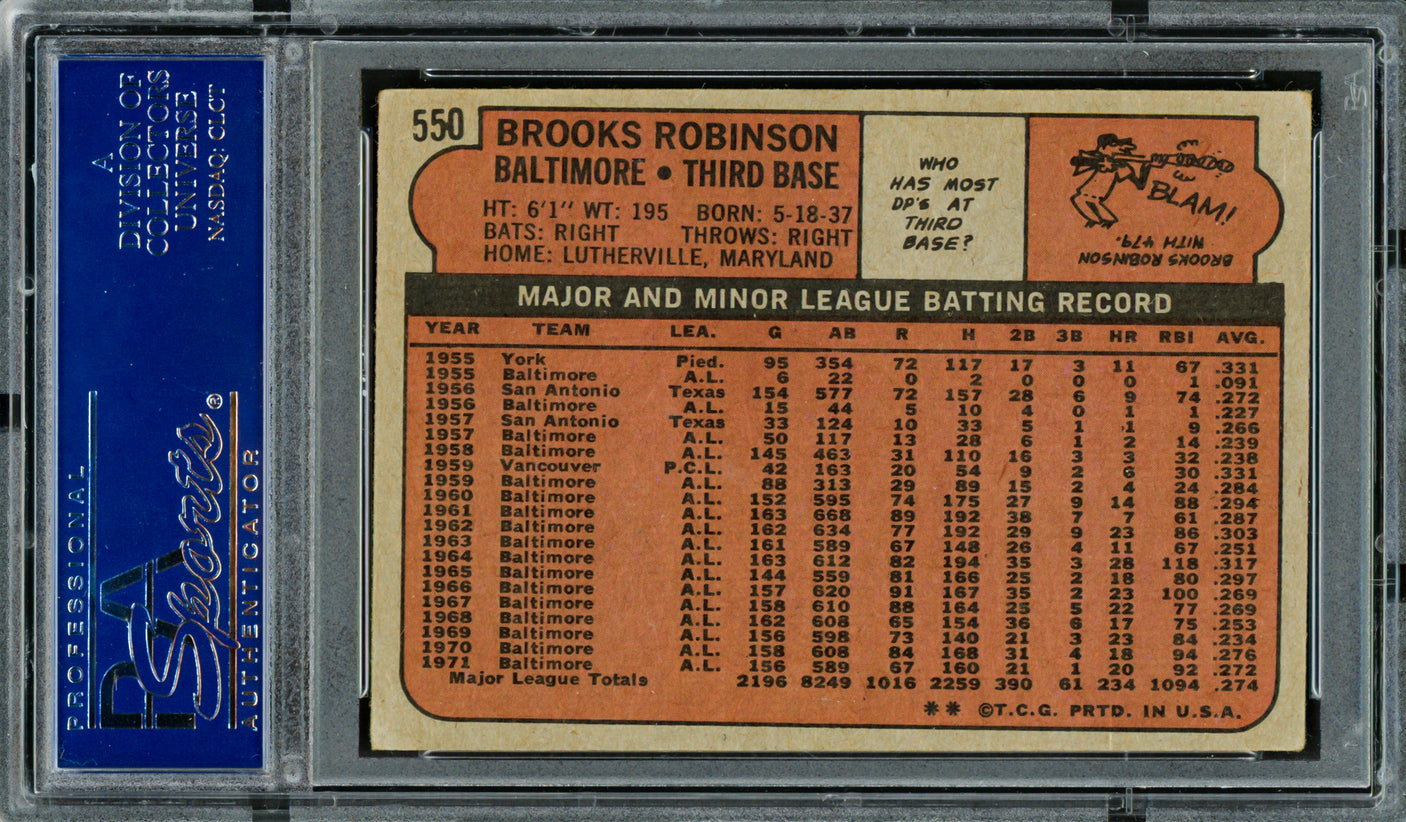 A
DIVISION OF
COLLECTORS
UNIVERSE
NASDAQ: CLCT
PROFESSIONAL
PSA
Sports®
AUTHENTICATOR
PSA
550
BROOKS ROBINSON
BALTIMORE • THIRD BASE
HT: 6'1" WT: 195 BORN: 5-18-37
BATS: RIGHT THROWS: RIGHT
HOME: LUTHERVILLE, MARYLAND
WHO
HAS MOST
DP'S AT
THIRD
BASE?
BLAM!
BROOKS ROBINSON
WITH 479.
MAJOR AND MINOR LEAGUE BATTING RECORD
YEAR TEAM LEA. G AB R H 2B 3B HR RBI AVG.
1955 York Pied. 95 354 72 117 17 3 11 67 .331
1955 Baltimore A.L. 6 22 0 2 0 0 0 1 .091
1956 San Antonio Texas 154 577 72 157 28 6 9 74 .272
1956 Baltimore A.L. 15 44 5 10 4 0 1 1 .227
1957 San Antonio Texas 33 124 10 33 5 1 1 9 .266
1957 Baltimore A.L. 50 117 13 28 6 1 2 14 .239
1958 Baltimore A.L. 145 463 31 110 16 3 3 32 .238
1959 Vancouver P.C.L. 42 163 20 54 9 2 6 30 .331
1959 Baltimore A.L. 88 313 29 89 15 2 4 24 .284
1960 Baltimore A.L. 152 595 74 175 27 9 14 88 .294
1961 Baltimore A.L. 163 668 89 192 38 7 7 61 .287
1962 Baltimore A.L. 162 634 77 192 29 9 23 86 .303
1963 Baltimore A.L. 161 589 67 148 26 4 11 67 .251
1964 Baltimore A.L. 163 612 82 194 35 3 28 118 .317
1965 Baltimore A.L. 144 559 81 166 25 2 18 80 .297
1966 Baltimore A.L. 157 620 91 167 35 2 23 100 .269
1967 Baltimore A.L. 158 610 88 164 25 5 22 77 .269
1968 Baltimore A.L. 162 608 65 154 36 6 17 75 .253
1969 Baltimore A.L. 156 598 73 140 21 3 23 84 .234
1970 Baltimore A.L. 158 608 84 168 31 4 18 94 .276
1971 Baltimore A.L. 156 589 67 160 21 1 20 92 .272
Major League Totals 2196 8249 1016 2259 390 61 234 1094 .274
** ©T.C.G. PRTD. IN U.S.A.